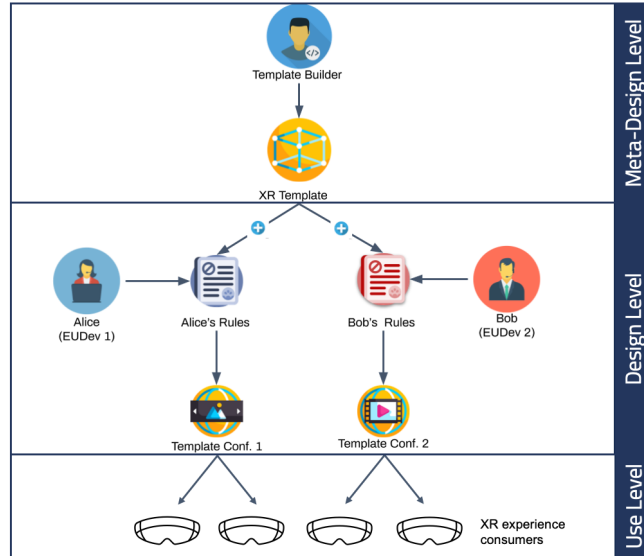 Template Builder
XR Template
Meta-Design Level
Alice
(EUDev 1)
Alice's Rules
Bob's Rules
Bob
(EUDev 2)
Template Conf. 1
Template Conf. 2
Design Level
XR experience
consumers
Use Level